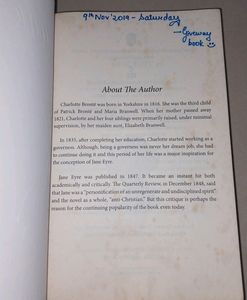 9th Nov' 2019 - Saturday
Giveaway
book
About The Author
Charlotte Brontë was born in Yorkshire in 1816. She was the third child
of Patrick Brontë and Maria Branwell. When her mother passed away
1821, Charlotte and her four siblings were primarily raised, under minimal
supervision, by her maiden aunt, Elizabeth Branwell.
In 1835, after completing her education, Charlotte started working as a
governess. Although, being a governess was never her dream job, she had
to continue doing it and this period of her life was a major inspiration for
the conception of Jane Eyre.
Jane Eyre was published in 1847. It became an instant hit both
academically and critically. The Quarterly Review, in December 1848, said
that Jane was a "personification of an unregenerate and undisciplined spirit"
and the novel as a whole, "anti-Christian." But this critique is perhaps the
reason for the continuing popularity of the book even today.